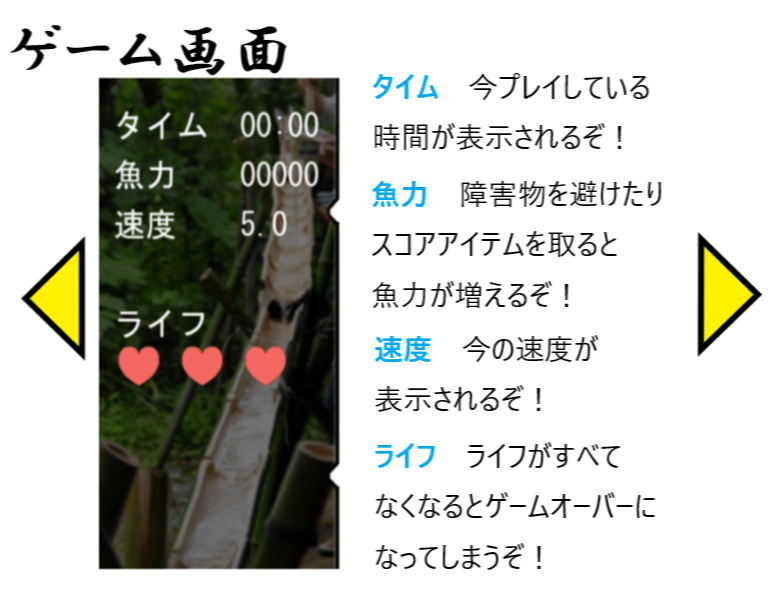 ゲーム画面
タイム 00:00
魚力 00000
速度 5.0
ライフ
タイム 今プレイしている
時間が表示されるぞ！
魚力 障害物を避けたり
スコアアイテムを取ると
魚力が増えるぞ！
速度 今の速度が
表示されるぞ！
ライフ ライフがすべて
なくなるとゲームオーバーに
なってしまうぞ！